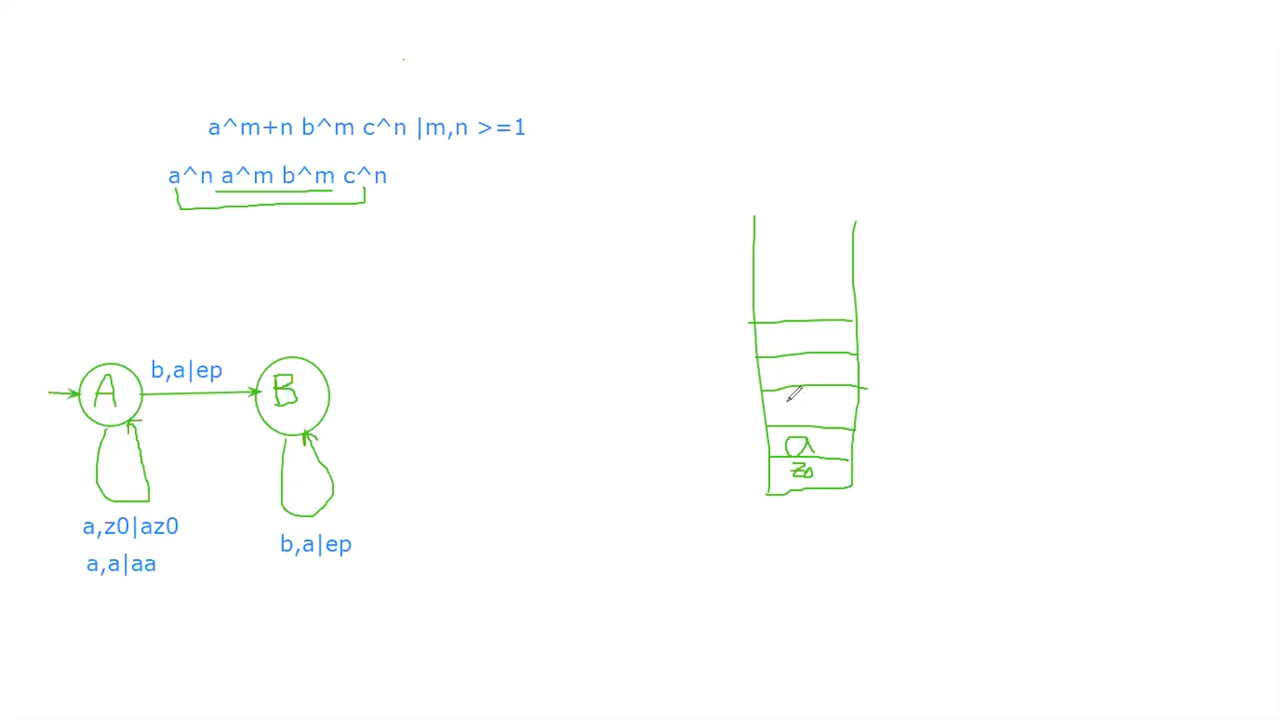 a^m+n b^m c^n |m,n >=1
a^n a^m b^m c^n
b,a|ep
A
B
a
z0
a,z0|az0
b,a|ep
a,a|aa